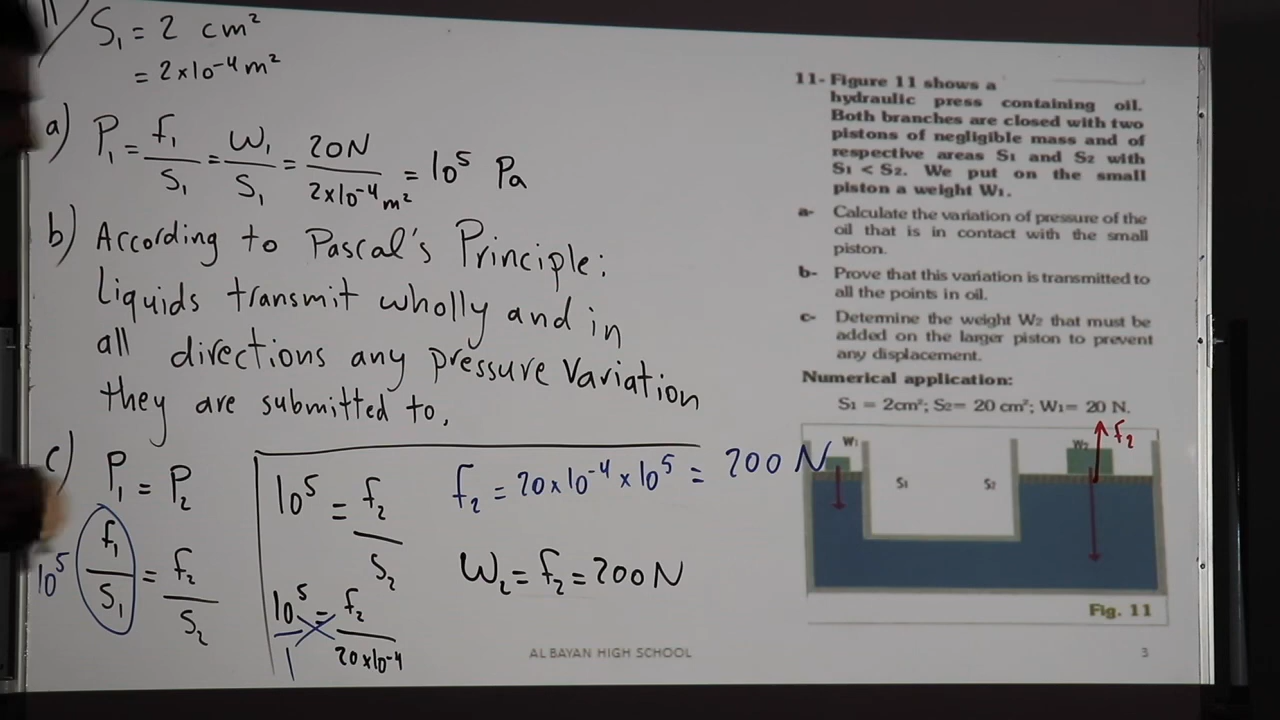 11/ S₁ = 2 cm²
= 2×10⁻⁴ m²
a) P₁ = f₁/S₁ = W₁/S₁ = 20N/2×10⁻⁴m² = 10⁵ Pa
b) According to Pascal's Principle:
Liquids transmit wholly and in
all directions any pressure variation
they are submitted to.
c) P₁ = P₂
10⁵ f₁/S₁ = f₂/S₂
10⁵ = f₂/S₂
10⁵/1 = f₂/20×10⁻⁴
f₂ = 20×10⁻⁴ × 10⁵ = 200 N
W₂ = f₂ = 200N
11- Figure 11 shows a
hydraulic press containing oil.
Both branches are closed with two
pistons of negligible mass and of
respective areas S₁ and S₂ with
S₁ < S₂. We put on the small
piston a weight W₁.
a- Calculate the variation of pressure of the
oil that is in contact with the small
piston.
b- Prove that this variation is transmitted to
all the points in oil.
c- Determine the weight W₂ that must be
added on the larger piston to prevent
any displacement.
Numerical application:
S₁ = 2cm²; S₂= 20 cm²; W₁= 20 N.
f₂
W₁
W₂
S₁
S₂
Fig. 11
AL BAYAN HIGH SCHOOL
3